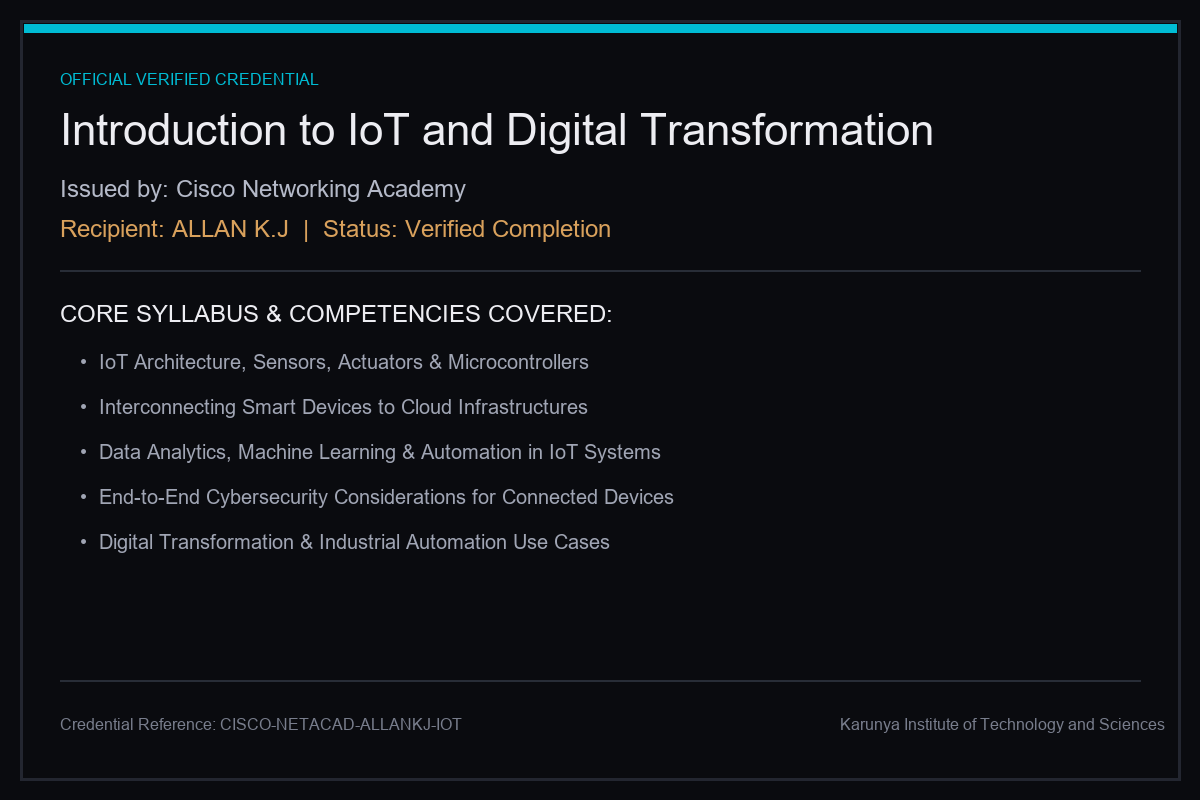 OFFICIAL VERIFIED CREDENTIAL
Introduction to IoT and Digital Transformation
Issued by: Cisco Networking Academy
Recipient: ALLAN K.J | Status: Verified Completion
CORE SYLLABUS & COMPETENCIES COVERED:
• IoT Architecture, Sensors, Actuators & Microcontrollers
• Interconnecting Smart Devices to Cloud Infrastructures
• Data Analytics, Machine Learning & Automation in IoT Systems
• End-to-End Cybersecurity Considerations for Connected Devices
• Digital Transformation & Industrial Automation Use Cases
Credential Reference: CISCO-NETACAD-ALLANKJ-IOT
Karunya Institute of Technology and Sciences